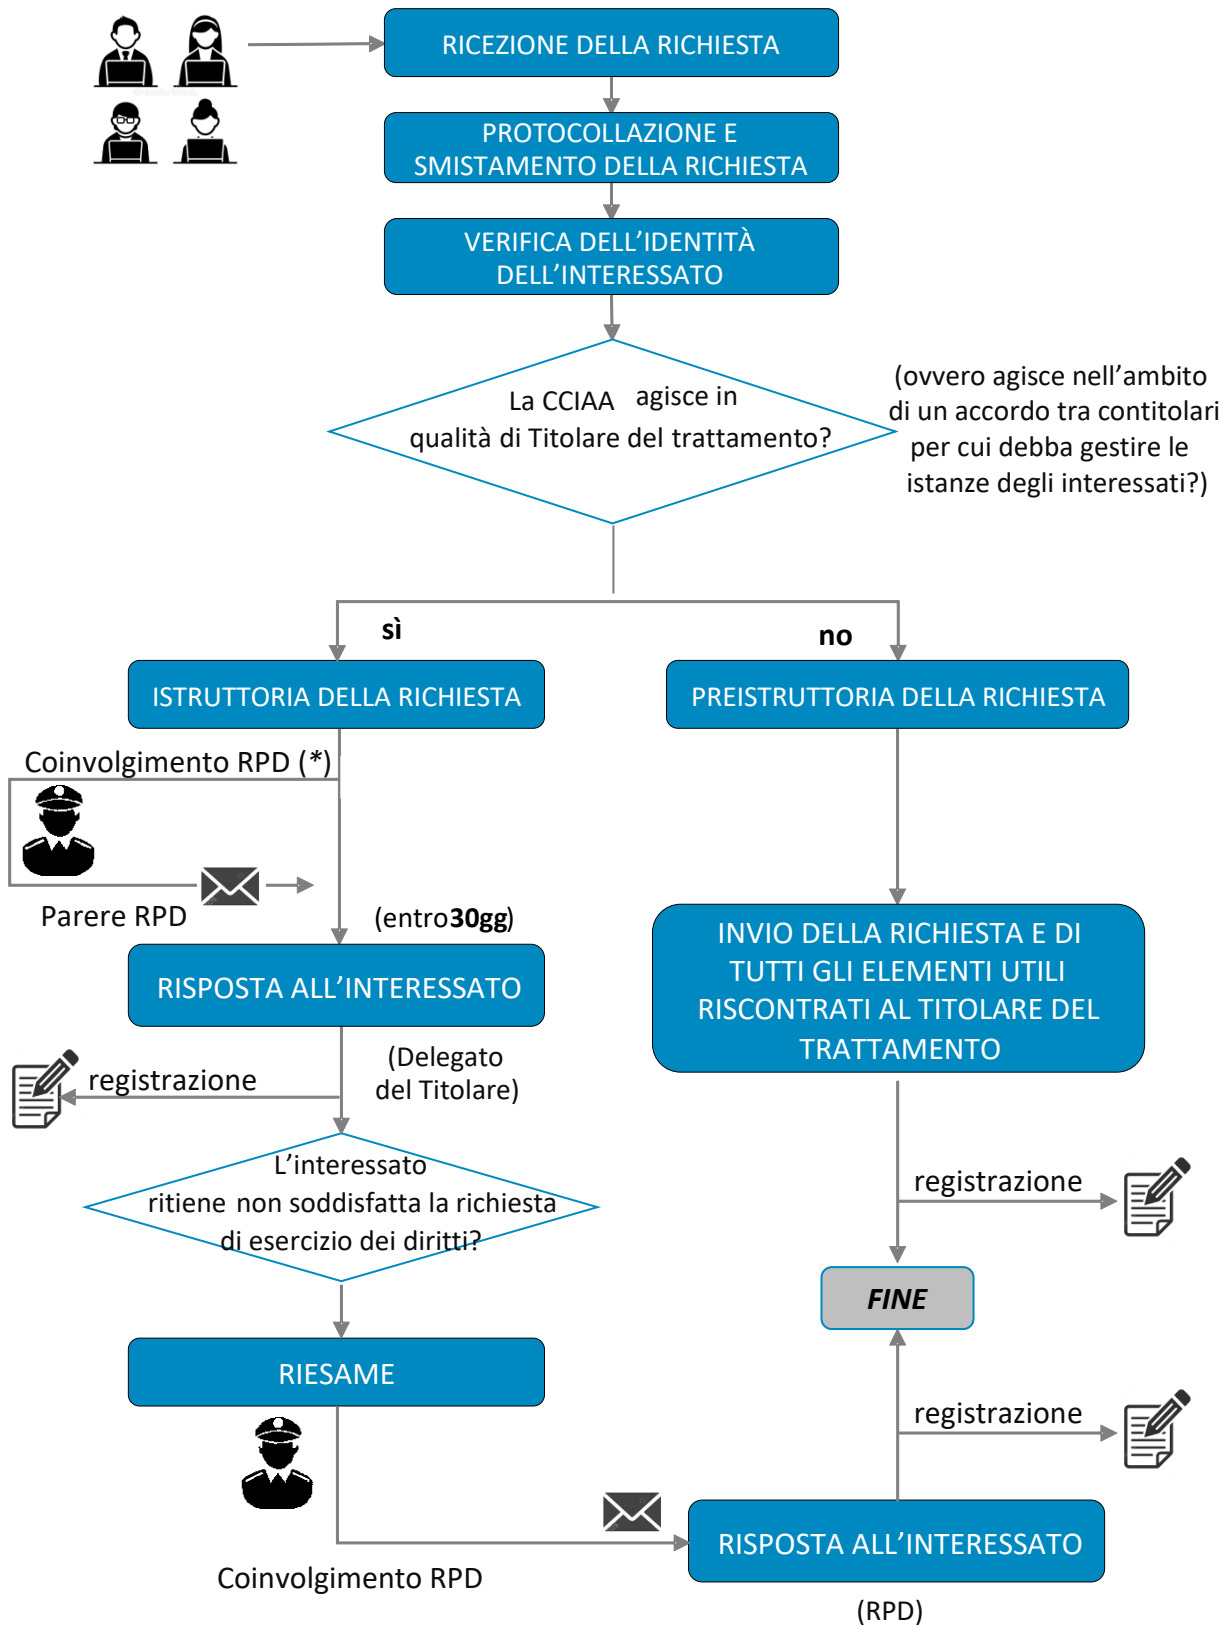 RICEZIONE DELLA RICHIESTA
PROTOCOLLAZIONE E
SMISTAMENTO DELLA RICHIESTA
VERIFICA DELL’IDENTITÀ
DELL’INTERESSATO
La CCIAA agisce in
qualità di Titolare del trattamento?
(ovvero agisce nell’ambito
di un accordo tra contitolari
per cui debba gestire le
istanze degli interessati?)
sì
no
ISTRUTTORIA DELLA RICHIESTA
PREISTRUTTORIA DELLA RICHIESTA
Coinvolgimento RPD (*)
Parere RPD
(entro 30gg)
RISPOSTA ALL’INTERESSATO
INVIO DELLA RICHIESTA E DI
TUTTI GLI ELEMENTI UTILI
RISCONTRATI AL TITOLARE DEL
TRATTAMENTO
(Delegato
del Titolare)
registrazione
L’interessato
ritiene non soddisfatta la richiesta
di esercizio dei diritti?
registrazione
FINE
RIESAME
registrazione
Coinvolgimento RPD
RISPOSTA ALL’INTERESSATO
(RPD)